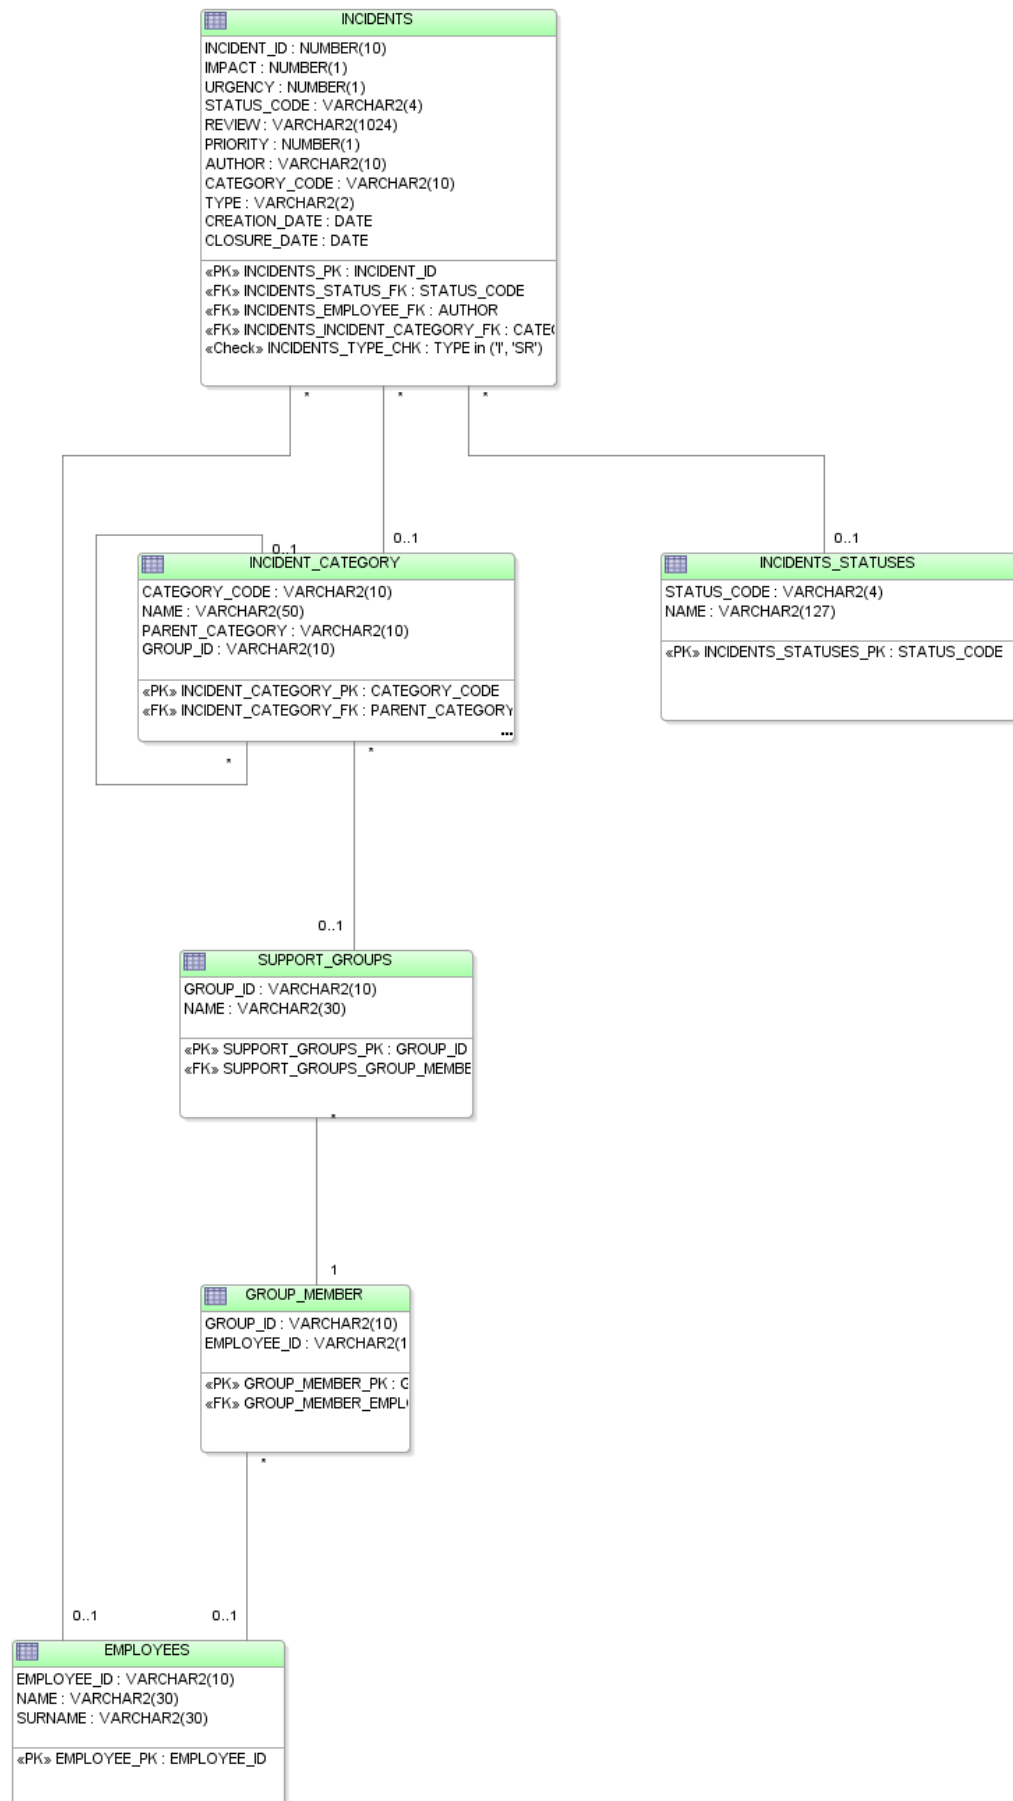 INCIDENTS
INCIDENT_ID : NUMBER(10)
IMPACT : NUMBER(1)
URGENCY : NUMBER(1)
STATUS_CODE : VARCHAR2(4)
REVIEW : VARCHAR2(1024)
PRIORITY : NUMBER(1)
AUTHOR : VARCHAR2(10)
CATEGORY_CODE : VARCHAR2(10)
TYPE : VARCHAR2(2)
CREATION_DATE : DATE
CLOSURE_DATE : DATE
«PK» INCIDENTS_PK : INCIDENT_ID
«FK» INCIDENTS_STATUS_FK : STATUS_CODE
«FK» INCIDENTS_EMPLOYEE_FK : AUTHOR
«FK» INCIDENTS_INCIDENT_CATEGORY_FK : CATEG
«Check» INCIDENTS_TYPE_CHK : TYPE in ('I', 'SR')
* * *
0..1 0..1 0..1
INCIDENT_CATEGORY
CATEGORY_CODE : VARCHAR2(10)
NAME : VARCHAR2(50)
PARENT_CATEGORY : VARCHAR2(10)
GROUP_ID : VARCHAR2(10)
«PK» INCIDENT_CATEGORY_PK : CATEGORY_CODE
«FK» INCIDENT_CATEGORY_FK : PARENT_CATEGORY
...
INCIDENTS_STATUSES
STATUS_CODE : VARCHAR2(4)
NAME : VARCHAR2(127)
«PK» INCIDENTS_STATUSES_PK : STATUS_CODE
* *
0..1
SUPPORT_GROUPS
GROUP_ID : VARCHAR2(10)
NAME : VARCHAR2(30)
«PK» SUPPORT_GROUPS_PK : GROUP_ID
«FK» SUPPORT_GROUPS_GROUP_MEMBE
*
1
GROUP_MEMBER
GROUP_ID : VARCHAR2(10)
EMPLOYEE_ID : VARCHAR2(1
«PK» GROUP_MEMBER_PK : G
«FK» GROUP_MEMBER_EMPL
*
0..1 0..1
EMPLOYEES
EMPLOYEE_ID : VARCHAR2(10)
NAME : VARCHAR2(30)
SURNAME : VARCHAR2(30)
«PK» EMPLOYEE_PK : EMPLOYEE_ID